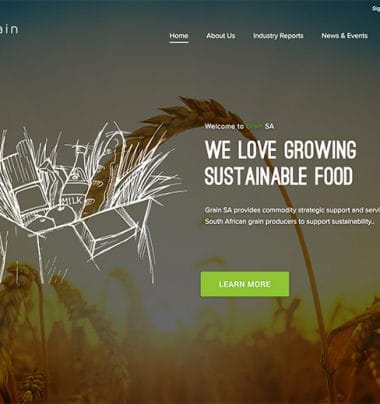 Sig
ain
Home About Us Industry Reports News & Events
Welcome to Grain SA
WE LOVE GROWING
SUSTAINABLE FOOD
Grain SA provides commodity strategic support and servi
South African grain producers to support sustainability..
MILK
LEARN MORE